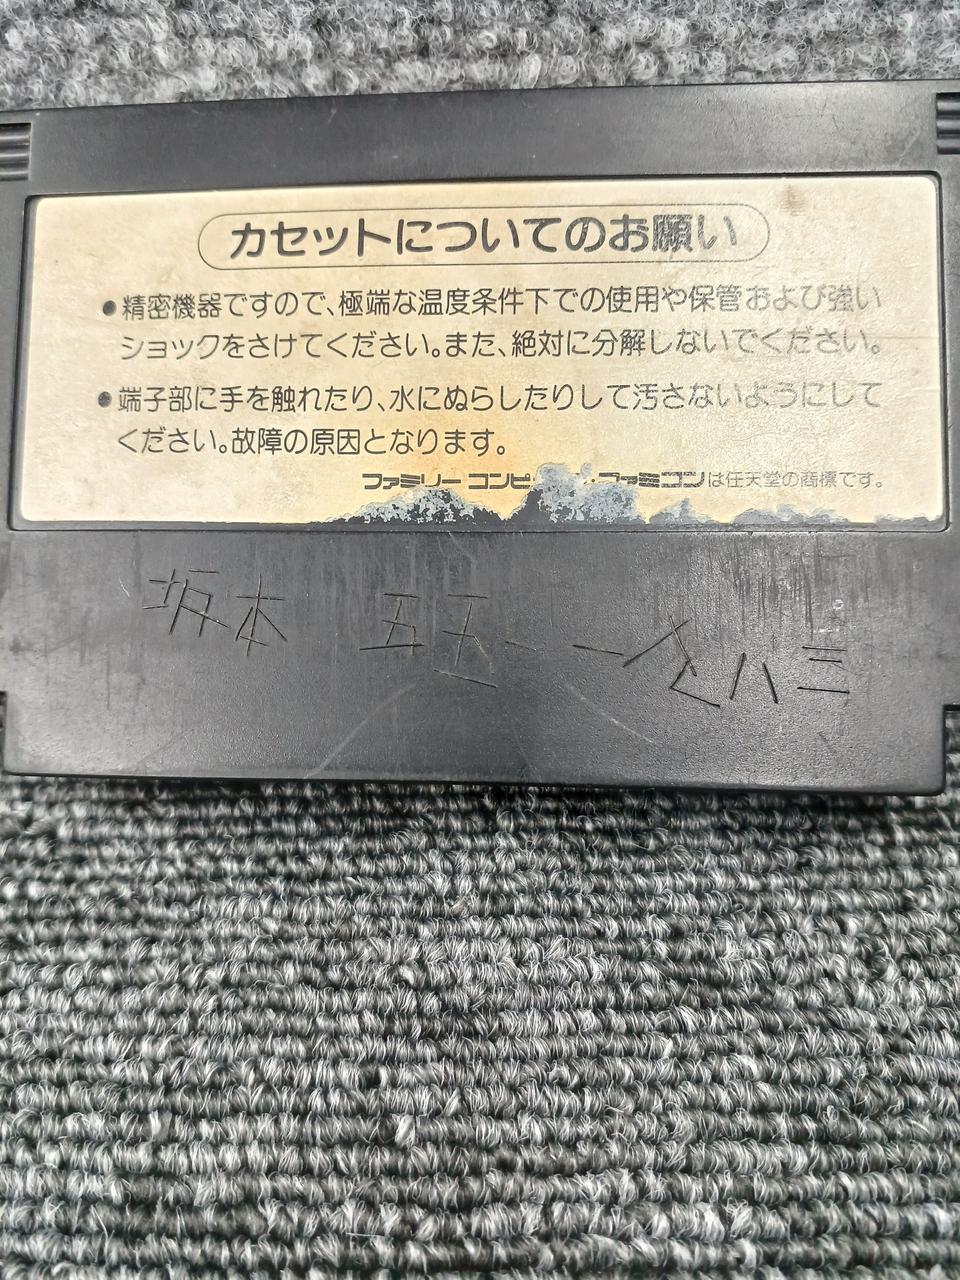 カセットについてのお願い
●精密機器ですので、極端な温度条件下での使用や保管および強い
ショックをさけてください。また、絶対に分解しないでください。
●端子部に手を触れたり、水にぬらしたりして汚さないようにして
ください。故障の原因となります。
ファミリーコンピ・ファミコンは任天堂の商標です。
坂本 五五一一七八三